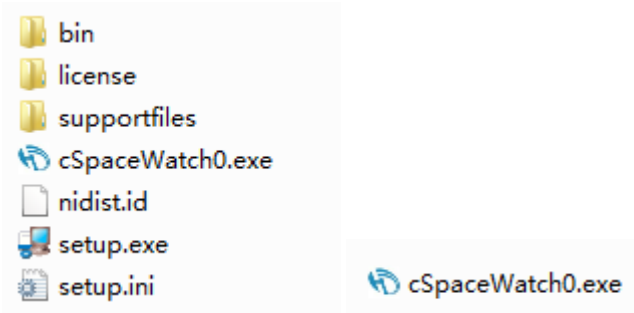 bin
license
supportfiles
cSpaceWatch0.exe
nidist.id
setup.exe
setup.ini
cSpaceWatch0.exe